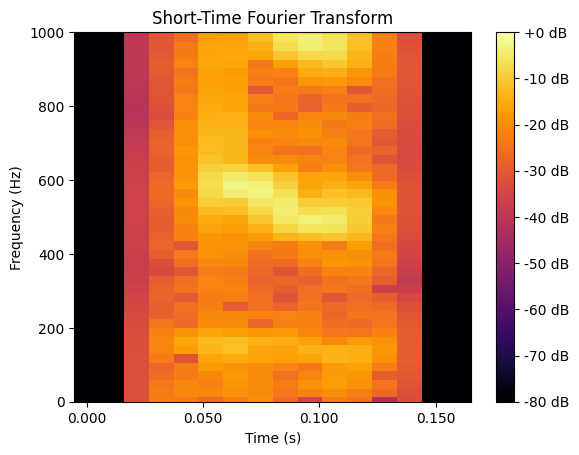 Short-Time Fourier Transform
1000
800
600
400
200
0
Frequency (Hz)
0.000
0.050
0.100
0.150
Time (s)
+0 dB
-10 dB
-20 dB
-30 dB
-40 dB
-50 dB
-60 dB
-70 dB
-80 dB